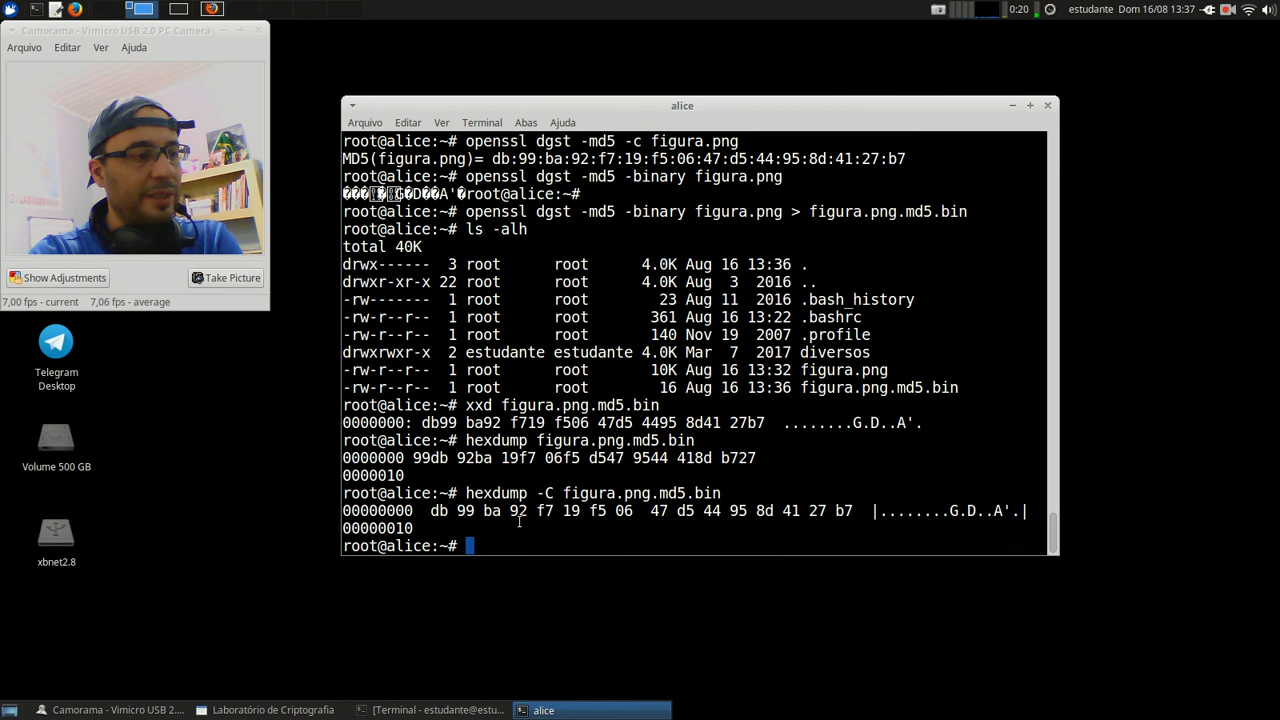 estudante Dom 16/08 13:37
0:20
Camorama - Vimicro USB 2.0 PC Camera
Arquivo Editar Ver Ajuda
Show Adjustments Take Picture
7,00 fps - current 7,06 fps - average
Telegram
Desktop
Volume 500 GB
xbnet2.8
alice
Arquivo Editar Ver Terminal Abas Ajuda
root@alice:~# openssl dgst -md5 -c figura.png
MD5(figura.png)= db:99:ba:92:f7:19:f5:06:47:d5:44:95:8d:41:27:b7
root@alice:~# openssl dgst -md5 -binary figura.png
G�D��A'�root@alice:~#
root@alice:~# openssl dgst -md5 -binary figura.png > figura.png.md5.bin
root@alice:~# ls -alh
total 40K
drwx------ 3 root root 4.0K Aug 16 13:36 .
drwxr-xr-x 22 root root 4.0K Aug 3 2016 ..
-rw------- 1 root root 23 Aug 11 2016 .bash_history
-rw-r--r-- 1 root root 361 Aug 16 13:22 .bashrc
-rw-r--r-- 1 root root 140 Nov 19 2007 .profile
drwxrwxr-x 2 estudante estudante 4.0K Mar 7 2017 diversos
-rw-r--r-- 1 root root 10K Aug 16 13:32 figura.png
-rw-r--r-- 1 root root 16 Aug 16 13:36 figura.png.md5.bin
root@alice:~# xxd figura.png.md5.bin
0000000: db99 ba92 f719 f506 47d5 4495 8d41 27b7 ........G.D..A'.
root@alice:~# hexdump figura.png.md5.bin
0000000 99db 92ba 19f7 06f5 d547 9544 418d b727
0000010
root@alice:~# hexdump -C figura.png.md5.bin
00000000 db 99 ba 92 f7 19 f5 06 47 d5 44 95 8d 41 27 b7 |........G.D..A'.|
00000010
root@alice:~#
Camorama - Vimicro USB 2.... Laboratório de Criptografia [Terminal - estudante@estu... alice